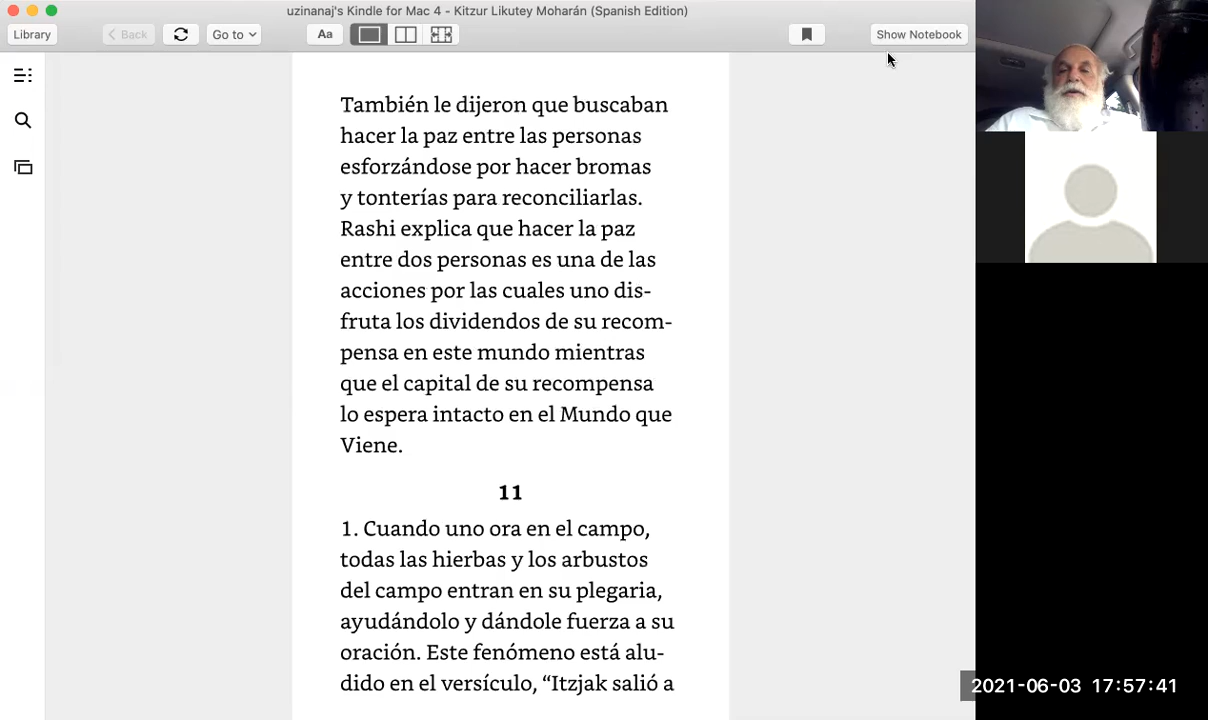 uzinanaj's Kindle for Mac 4 - Kitzur Likutey Moharán (Spanish Edition)
Library
Back
Go to
Aa
Show Notebook
También le dijeron que buscaban
hacer la paz entre las personas
esforzándose por hacer bromas
y tonterías para reconciliarlas.
Rashi explica que hacer la paz
entre dos personas es una de las
acciones por las cuales uno dis-
fruta los dividendos de su recom-
pensa en este mundo mientras
que el capital de su recompensa
lo espera intacto en el Mundo que
Viene.
11
1. Cuando uno ora en el campo,
todas las hierbas y los arbustos
del campo entran en su plegaria,
ayudándolo y dándole fuerza a su
oración. Este fenómeno está alu-
dido en el versículo, “Itzjak salió a
2021-06-03 17:57:41